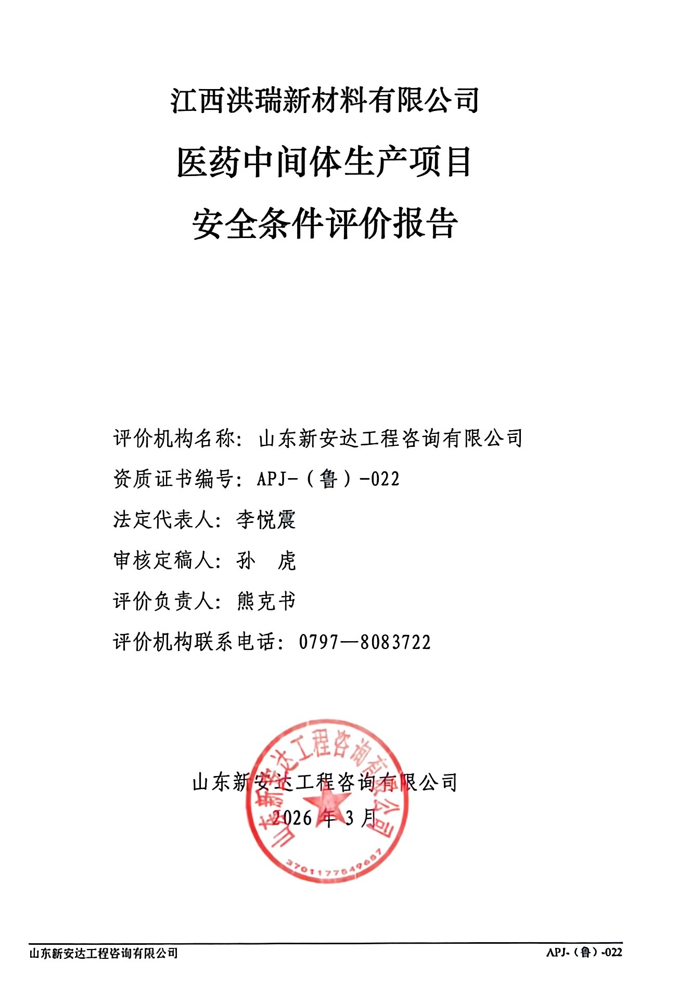 江西洪瑞新材料有限公司
医药中间体生产项目
安全条件评价报告
评价机构名称：山东新安达工程咨询有限公司
资质证书编号：APJ-（鲁）-022
法定代表人：李悦震
审核定稿人：孙　虎
评价负责人：熊克书
评价机构联系电话：0797—8083722
山东新安达工程咨询有限公司
山东新安达工程咨询有限公司
2026年3月
3701177549657
山东新安达工程咨询有限公司
APJ-（鲁）-022